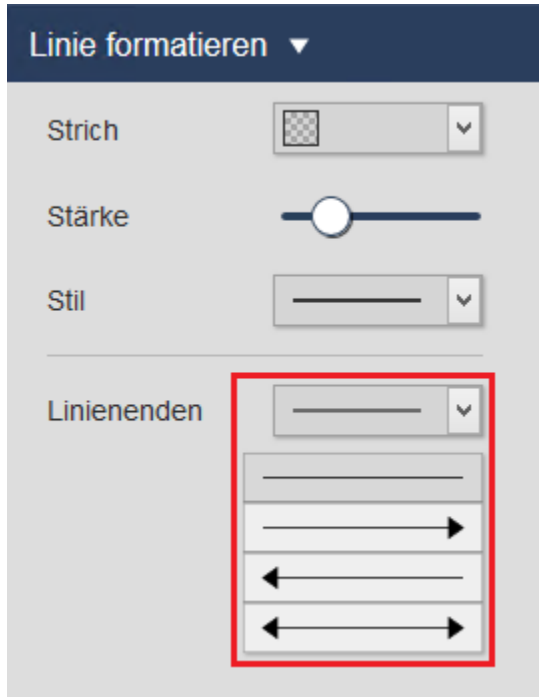 Linie formatieren
Strich
Stärke
Stil
Linienenden